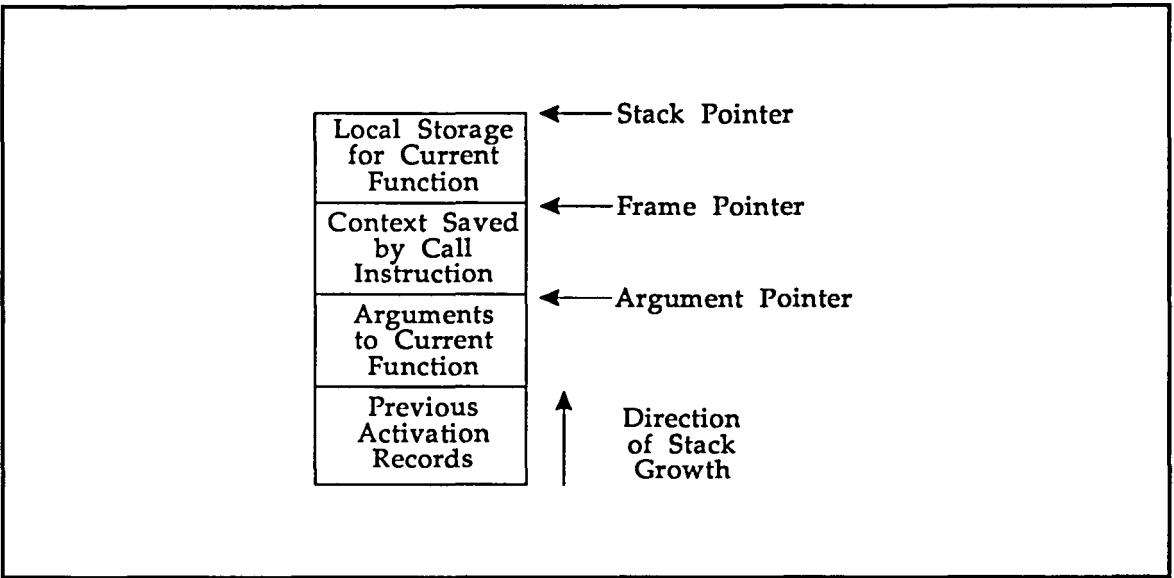 Stack Pointer
Local Storage
for Current
Function
Frame Pointer
Context Saved
by Call
Instruction
Argument Pointer
Arguments
to Current
Function
Previous
Activation
Records
Direction
of Stack
Growth